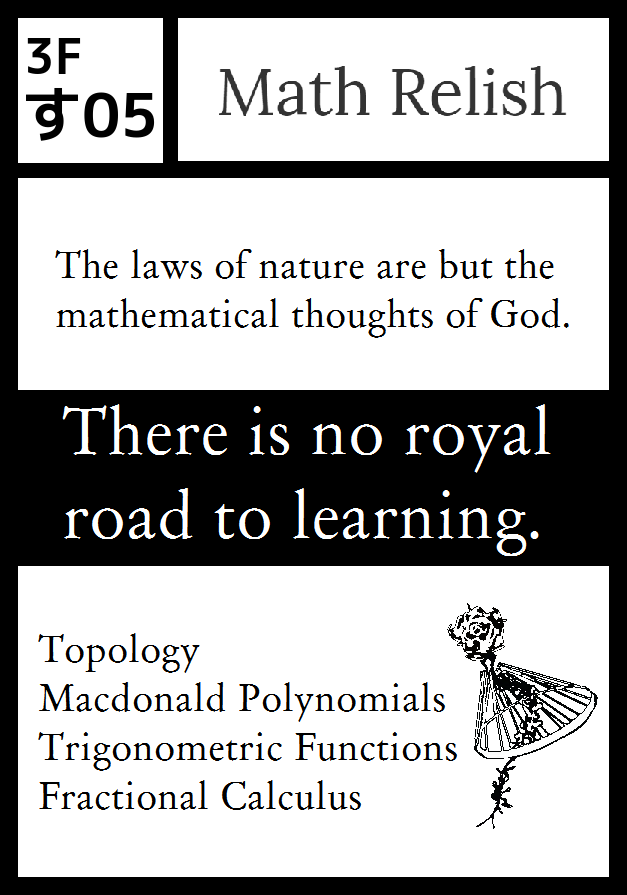 3F
す05
Math Relish
The laws of nature are but the
mathematical thoughts of God.
There is no royal
road to learning.
Topology
Macdonald Polynomials
Trigonometric Functions
Fractional Calculus